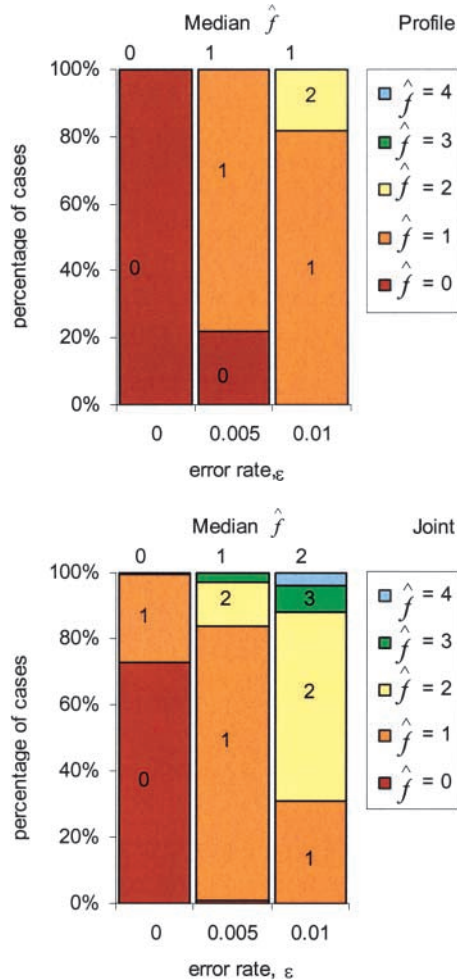 Median f̂ Profile
0 1 1
100%
80%
60%
40%
20%
0%
percentage of cases
0
1
0
2
1
0 0.005 0.01
error rate,ε
f̂ = 4
f̂ = 3
f̂ = 2
f̂ = 1
f̂ = 0
Median f̂ Joint
0 1 2
100%
80%
60%
40%
20%
0%
percentage of cases
1
0
2
1
3
2
1
0 0.005 0.01
error rate, ε
f̂ = 4
f̂ = 3
f̂ = 2
f̂ = 1
f̂ = 0